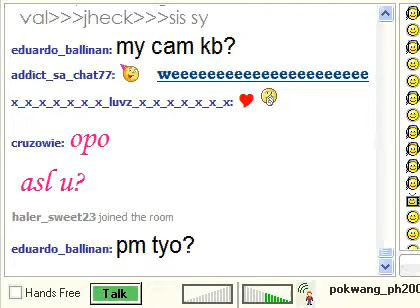 val>>>jheck>>>sis sy
eduardo_ballinan: my cam kb?
addict_sa_chat77: weeeeeeeeeeeeeeeeeeeeeee
x_x_x_x_x_x_x_luvz_x_x_x_x_x_x_x:
cruzowie: opo
asl u?
haler_sweet23 joined the room
eduardo_ballinan: pm tyo?
Hands Free Talk pokwang_ph200